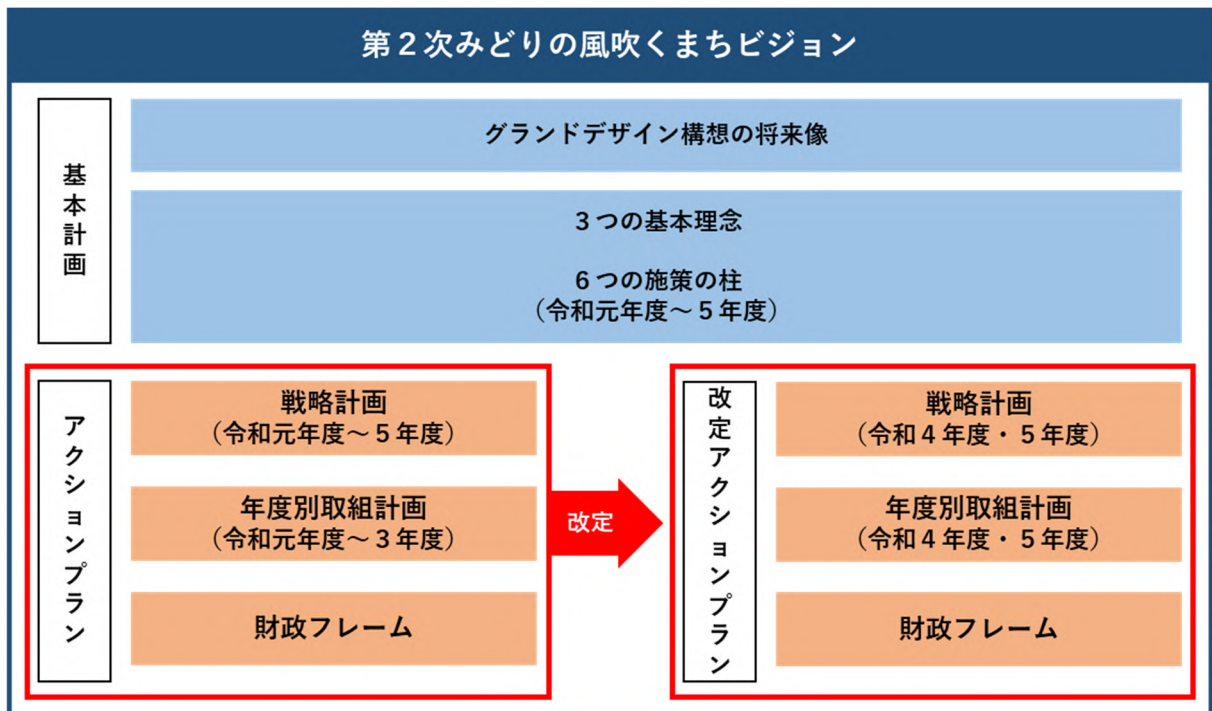 第２次みどりの風吹くまちビジョン
基本計画
グランドデザイン構想の将来像
３つの基本理念
６つの施策の柱
（令和元年度～５年度）
アクションプラン
戦略計画
（令和元年度～５年度）
年度別取組計画
（令和元年度～３年度）
財政フレーム
改定
改定アクションプラン
戦略計画
（令和４年度・５年度）
年度別取組計画
（令和４年度・５年度）
財政フレーム